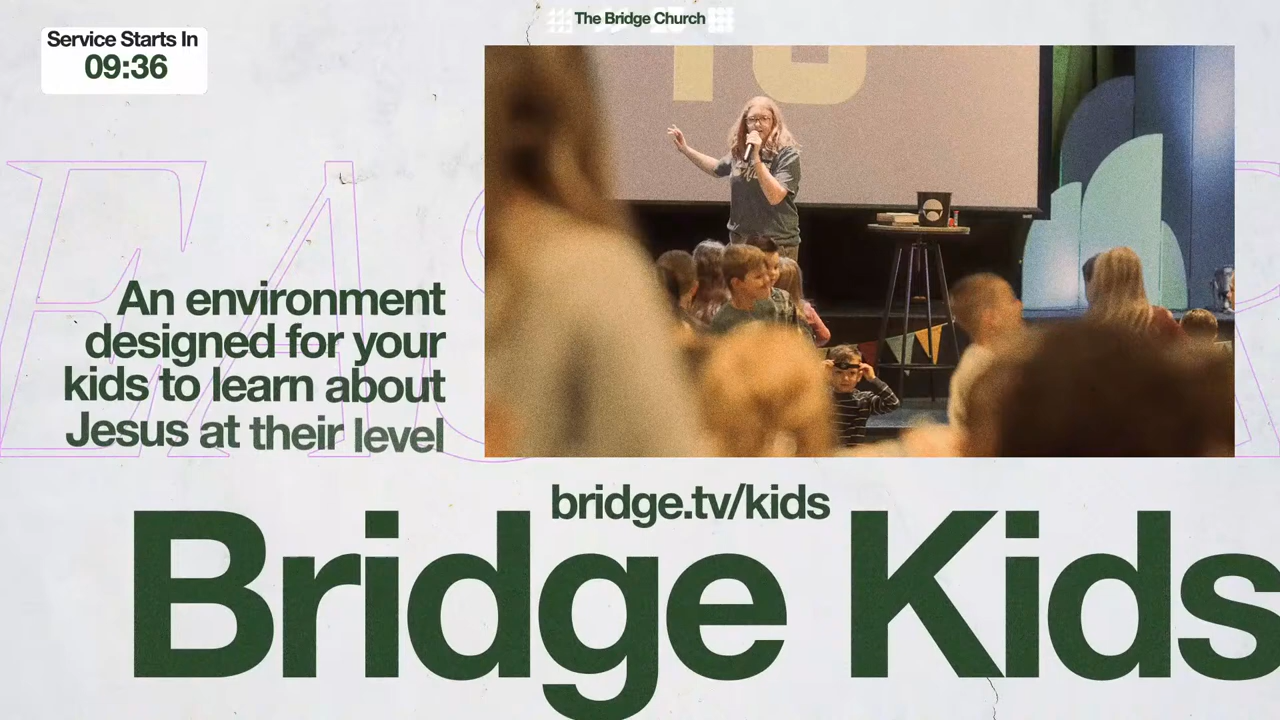 The Bridge Church
Service Starts In
09:36
An environment
designed for your
kids to learn about
Jesus at their level
bridge.tv/kids
Bridge Kids